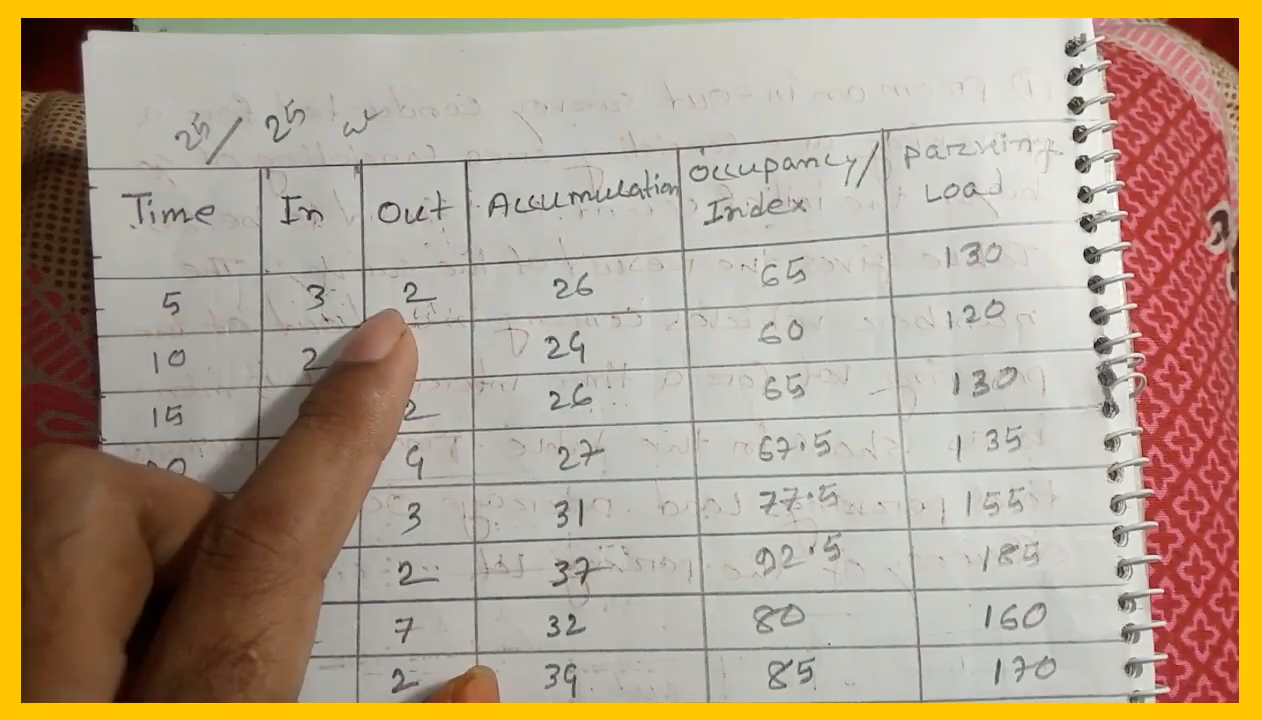 25/25
Time In Out Accumulation Occupancy/ Parking
Index Load
5 3 2 26 65 130
10 2 24 60 120
15 2 26 65 130
4 27 67.5 135
3 31 77.5 155
2 37 92.5 185
7 32 80 160
2 34 85 170